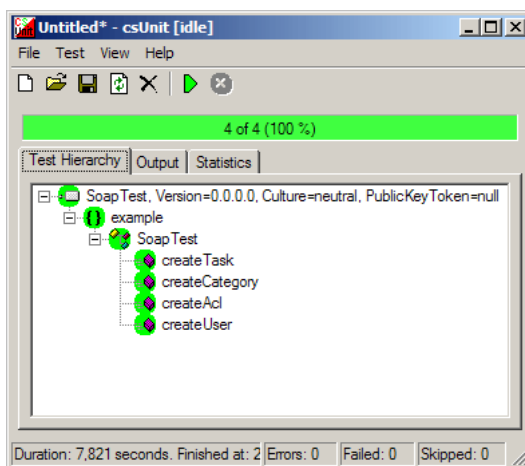 Untitled* - csUnit [idle]
File Test View Help
4 of 4 (100 %)
Test Hierarchy Output Statistics
SoapTest, Version=0.0.0.0, Culture=neutral, PublicKeyToken=null
example
SoapTest
createTask
createCategory
createAcl
createUser
Duration: 7,821 seconds. Finished at: 2 Errors: 0 Failed: 0 Skipped: 0